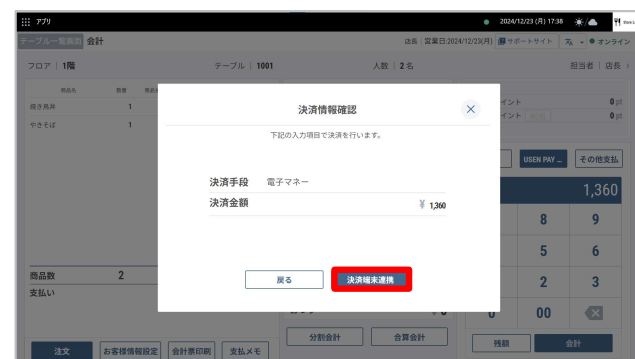 アプリ
2024/12/23 (月) 17:38
テーブル一覧画面 会計
店長 営業日:2024/12/23(月) サポートサイト オンライン
フロア 1階 テーブル 1001 人数 2 名 担当者 店長
商品名 数量
焼き鳥丼 1
やきそば 1
0 pt
0 pt
決済情報確認
下記の入力項目で決済を行います。
決済手段 電子マネー
決済金額 ¥ 1,360
戻る 決済端末連携
USEN PAY ... その他支払
1,360
8 9
5 6
2 3
0 00
商品数 2
支払い
分割会計 合算会計
残額 会計
注文 お客様情報設定 会計票印刷 支払メモ